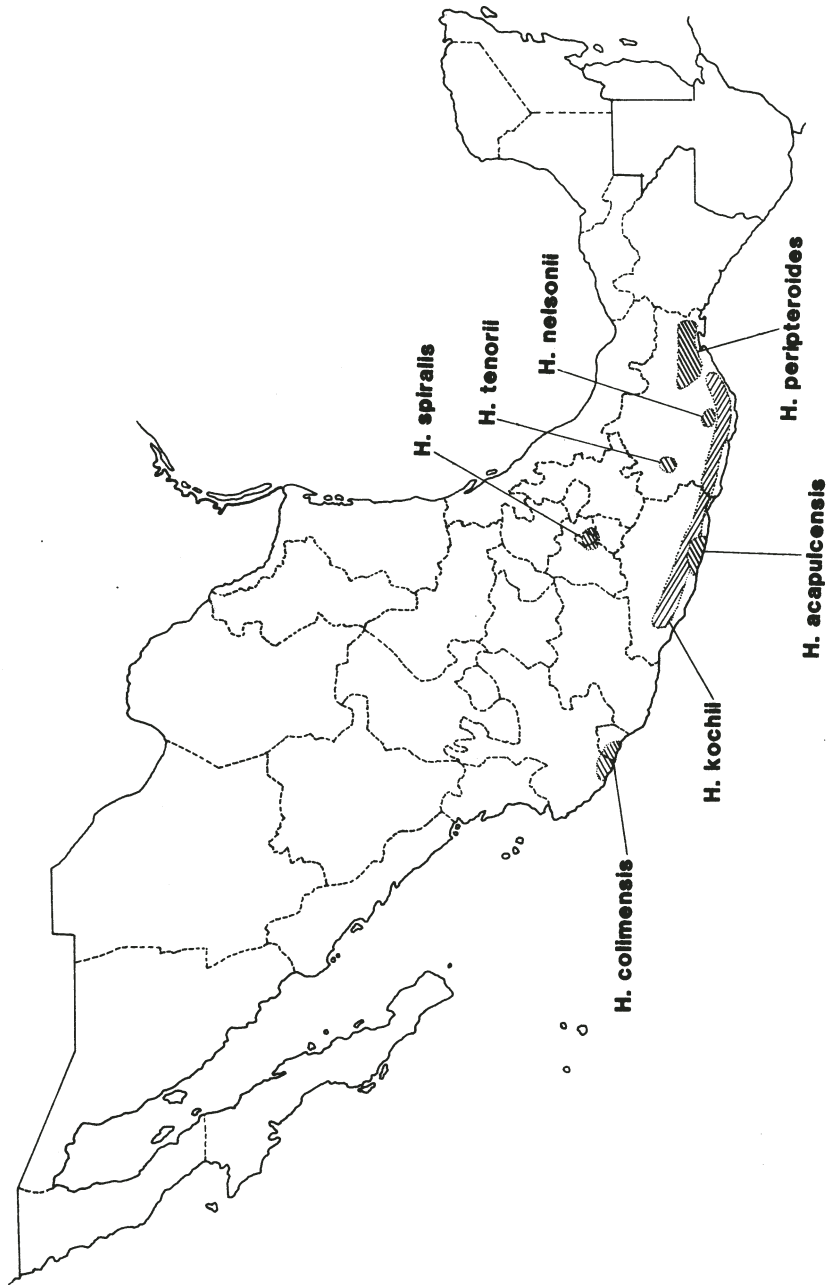 H. spiralis
H. tenorii
H. nelsonii
H. peripteroides
H. acapulcensis
H. kochii
H. colimensis